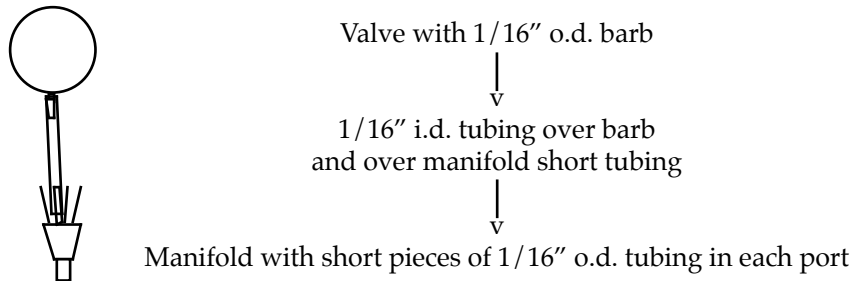 Valve with 1/16″ o.d. barb
v
1/16″ i.d. tubing over barb
and over manifold short tubing
v
Manifold with short pieces of 1/16″ o.d. tubing in each port